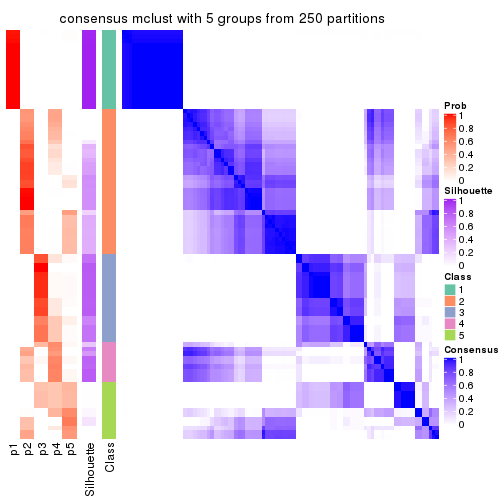 consensus mclust with 5 groups from 250 partitions
Prob
1
0.8
0.6
0.4
0.2
0
Silhouette
1
0.8
0.6
0.4
0.2
0
Class
1
2
3
4
5
Consensus
1
0.8
0.6
0.4
0.2
0
p1
p2
p3
p4
p5
Silhouette
Class